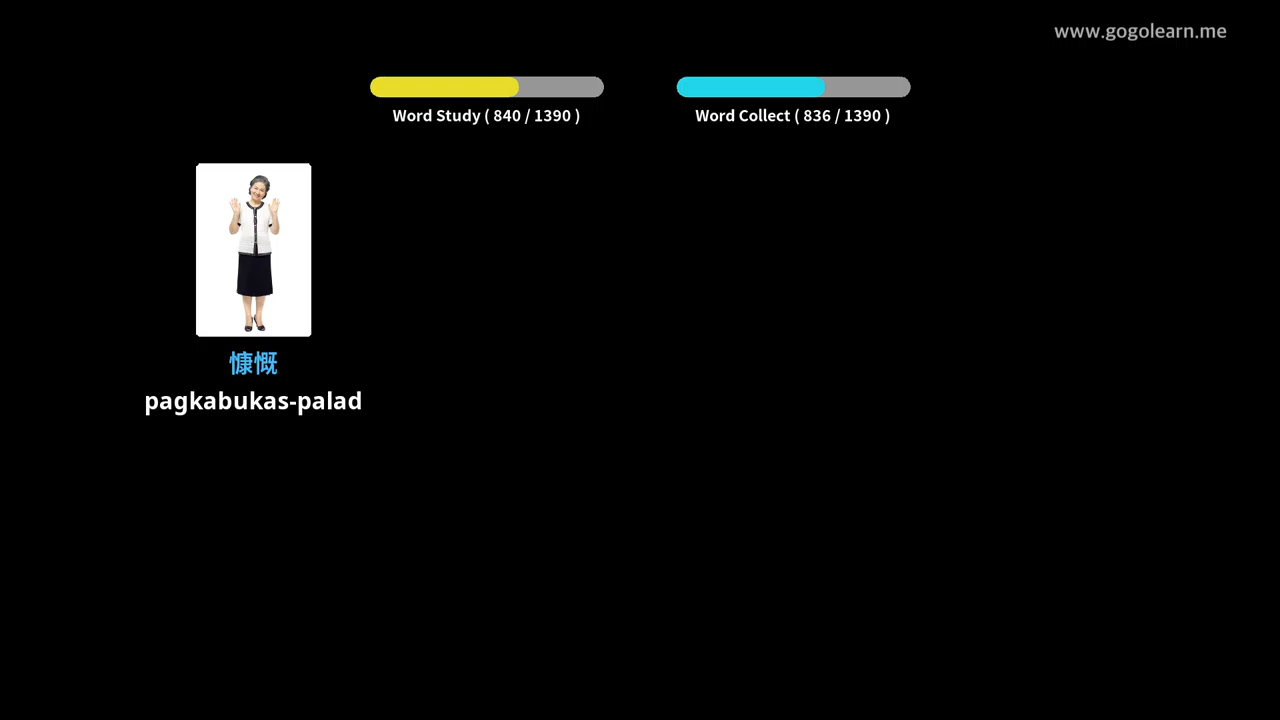 www.gogolearn.me
Word Study ( 840 / 1390 )
Word Collect ( 836 / 1390 )
慷慨
pagkabukas-palad